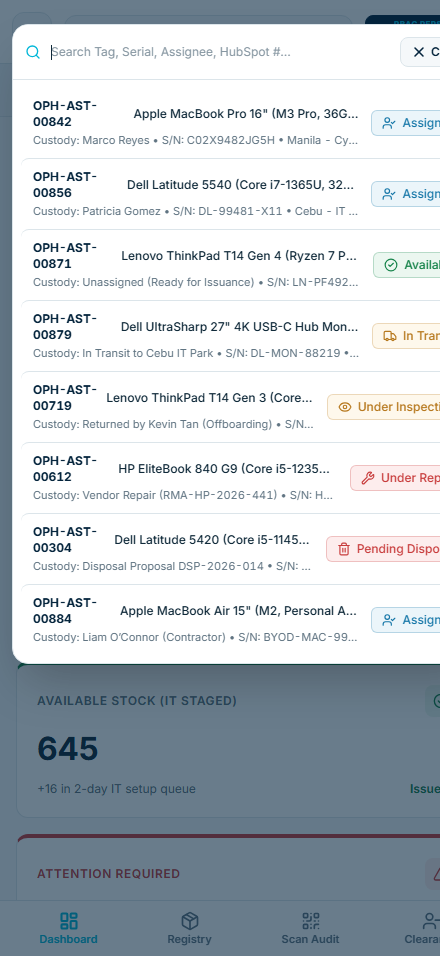 Search Tag, Serial, Assignee, HubSpot #...
C
OPH-AST-
00842
Apple MacBook Pro 16" (M3 Pro, 36G...
Assign
Custody: Marco Reyes • S/N: C02X9482JG5H • Manila - Cy...
OPH-AST-
00856
Dell Latitude 5540 (Core i7-1365U, 32...
Assign
Custody: Patricia Gomez • S/N: DL-99481-X11 • Cebu - IT ...
OPH-AST-
00871
Lenovo ThinkPad T14 Gen 4 (Ryzen 7 P...
Availa
Custody: Unassigned (Ready for Issuance) • S/N: LN-PF492...
OPH-AST-
00879
Dell UltraSharp 27" 4K USB-C Hub Mon...
In Tran
Custody: In Transit to Cebu IT Park • S/N: DL-MON-88219 •...
OPH-AST-
00719
Lenovo ThinkPad T14 Gen 3 (Core...
Under Inspecti
Custody: Returned by Kevin Tan (Offboarding) • S/N...
OPH-AST-
00612
HP EliteBook 840 G9 (Core i5-1235...
Under Rep
Custody: Vendor Repair (RMA-HP-2026-441) • S/N: H...
OPH-AST-
00304
Dell Latitude 5420 (Core i5-1145...
Pending Dispo
Custody: Disposal Proposal DSP-2026-014 • S/N: ...
OPH-AST-
00884
Apple MacBook Air 15" (M2, Personal A...
Assign
Custody: Liam O'Connor (Contractor) • S/N: BYOD-MAC-99...
AVAILABLE STOCK (IT STAGED)
645
+16 in 2-day IT setup queue
Issue
ATTENTION REQUIRED
Dashboard
Registry
Scan Audit
Cleara